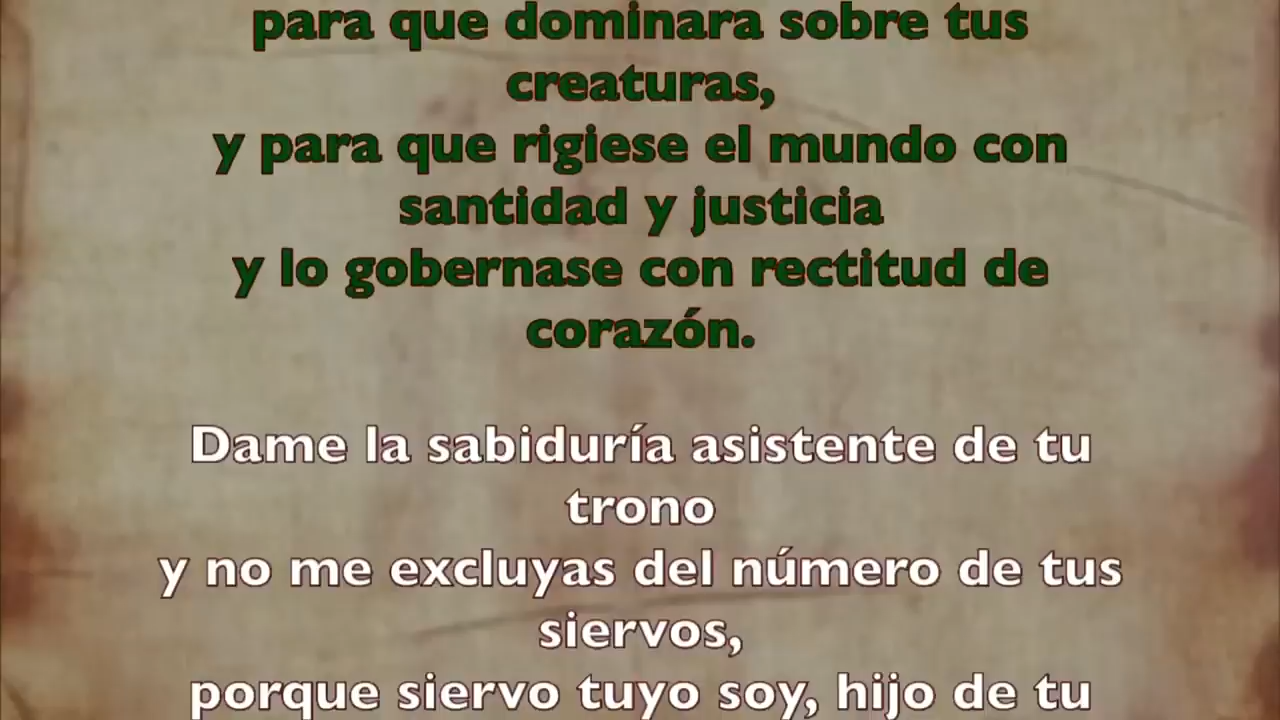 para que dominara sobre tus
creaturas,
y para que rigiese el mundo con
santidad y justicia
y lo gobernase con rectitud de
corazón.
Dame la sabiduría asistente de tu
trono
y no me excluyas del número de tus
siervos,
porque siervo tuyo soy, hijo de tu